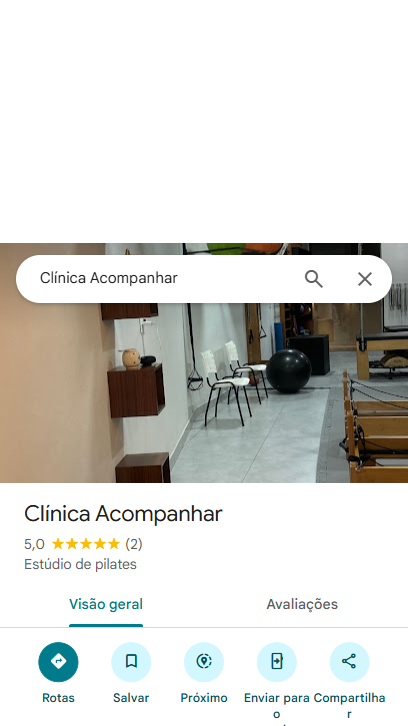 Clínica Acompanhar
Clínica Acompanhar
5,0 (2)
Estúdio de pilates
Visão geral Avaliações
Rotas Salvar Próximo Enviar para o Compartilhar